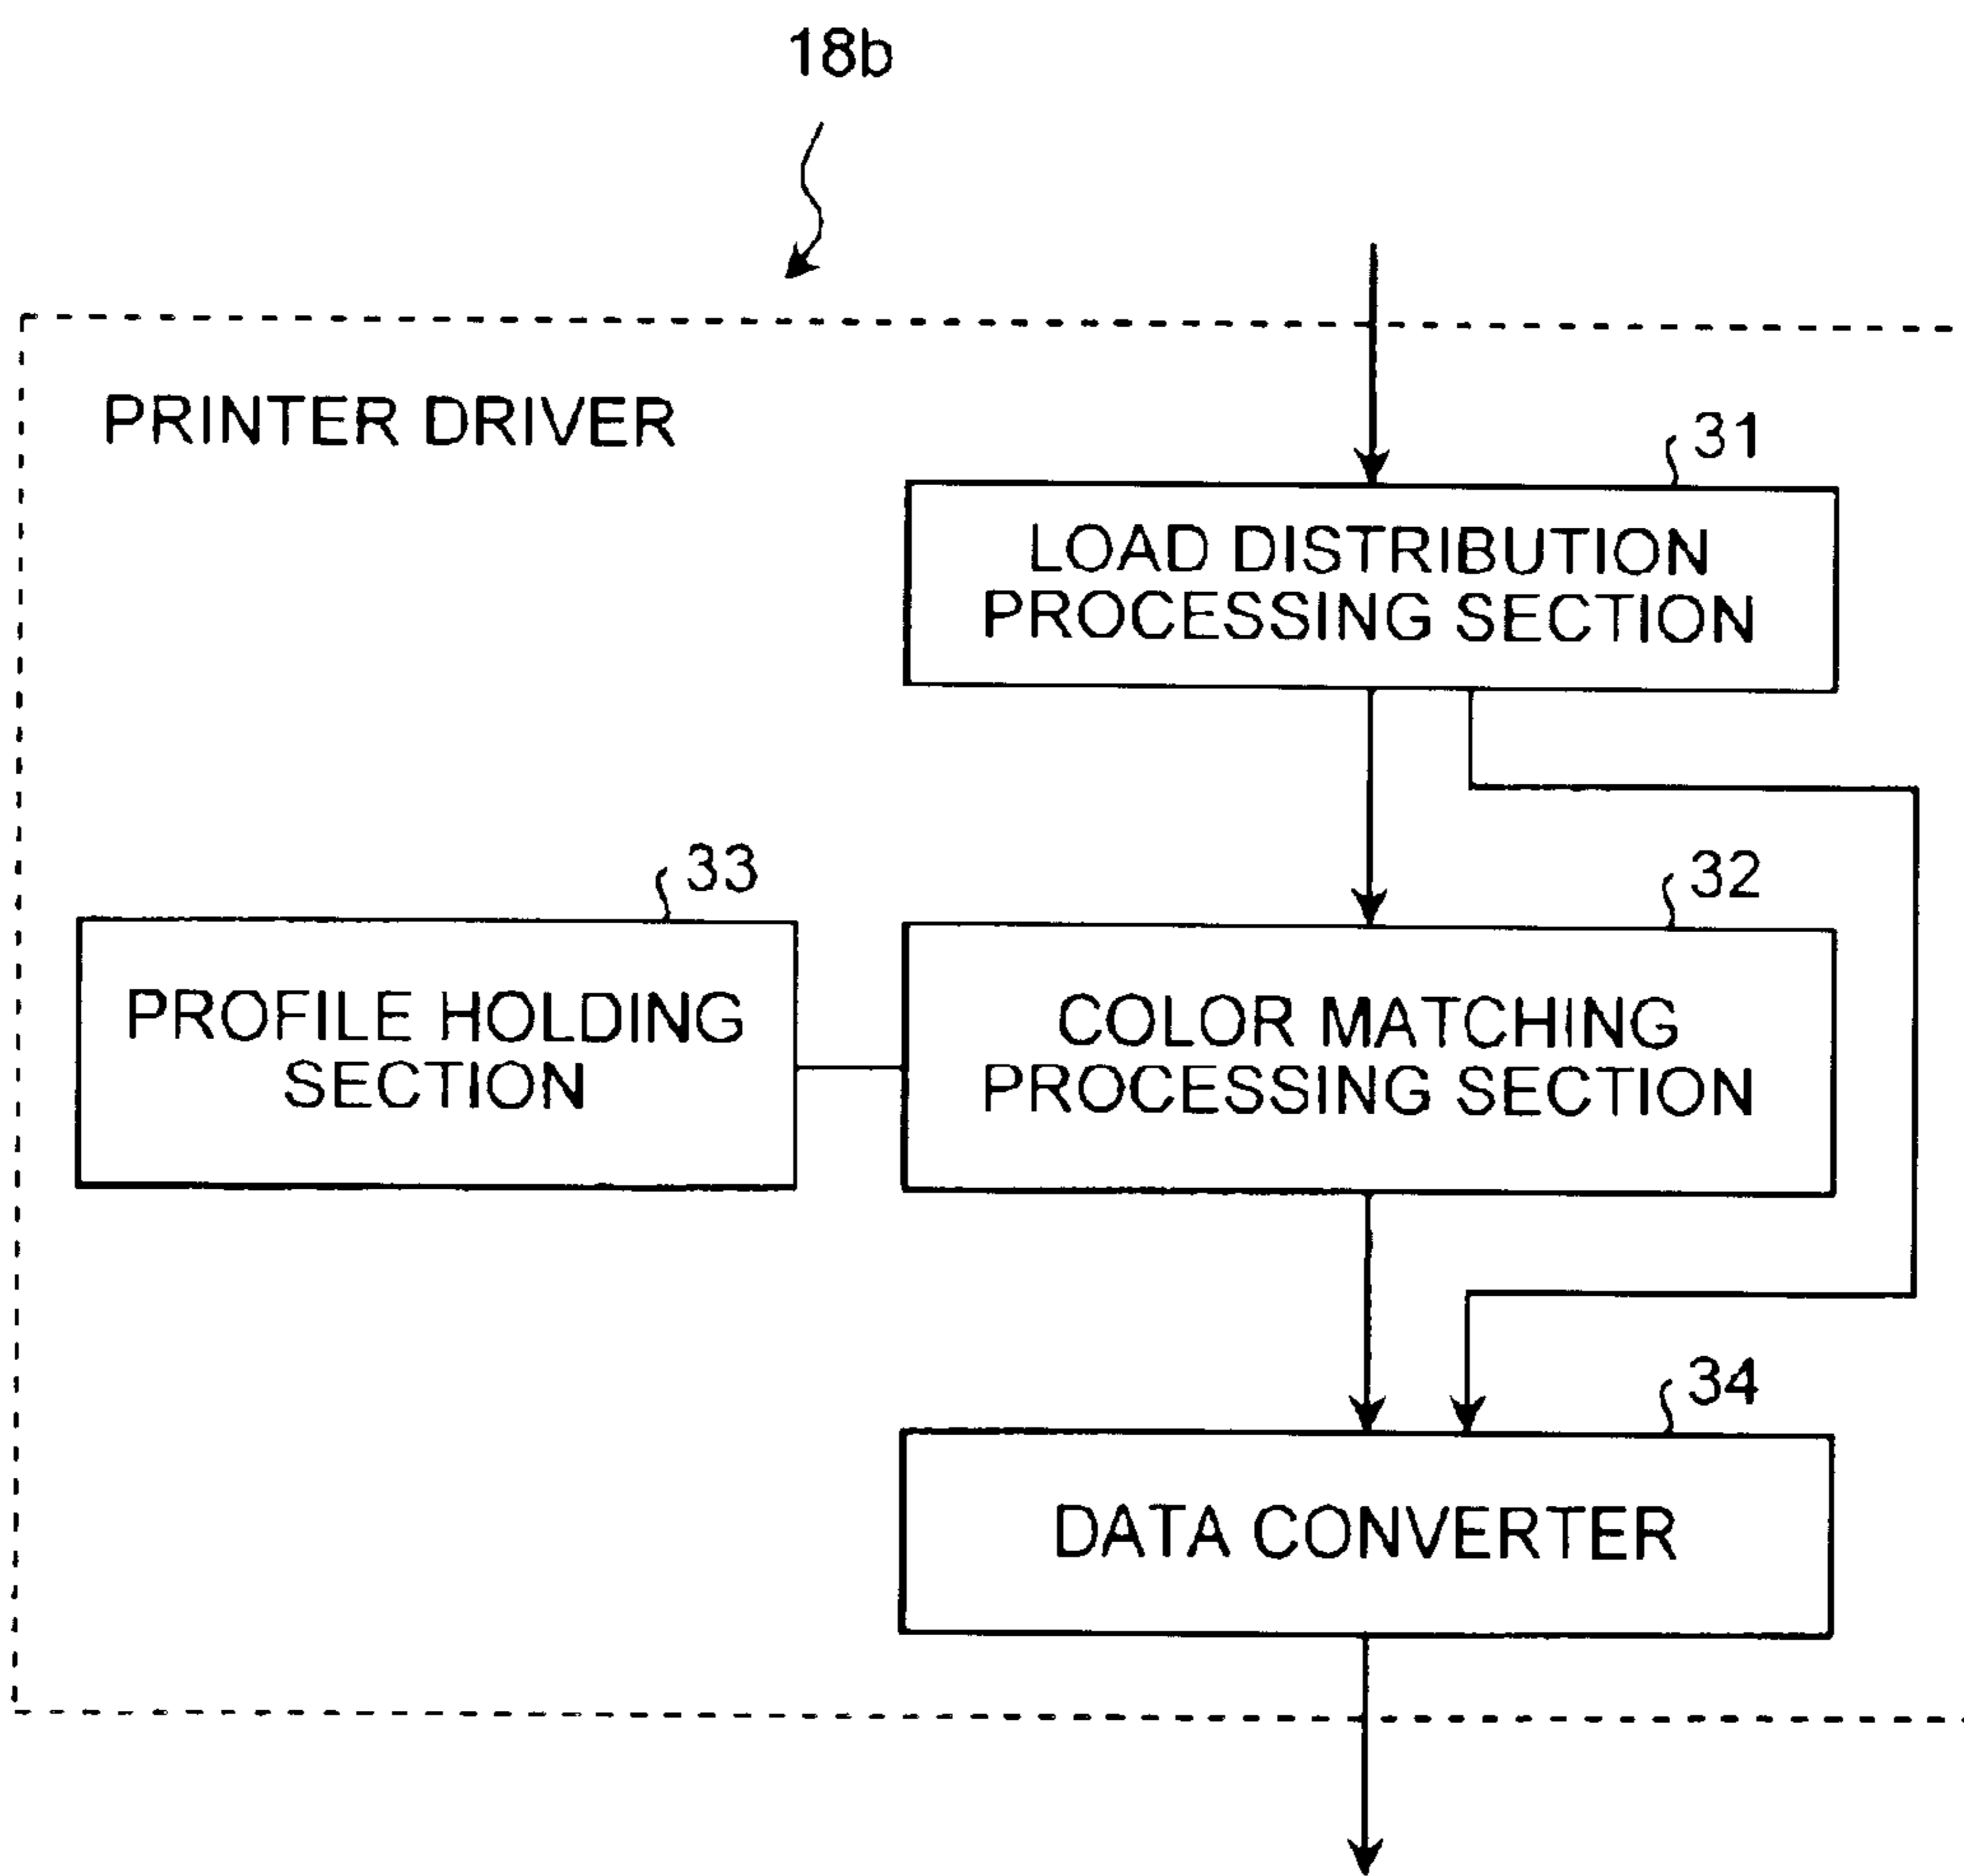 18b
PRINTER DRIVER
31
LOAD DISTRIBUTION
PROCESSING SECTION
33
32
PROFILE HOLDING
SECTION
COLOR MATCHING
PROCESSING SECTION
34
DATA CONVERTER